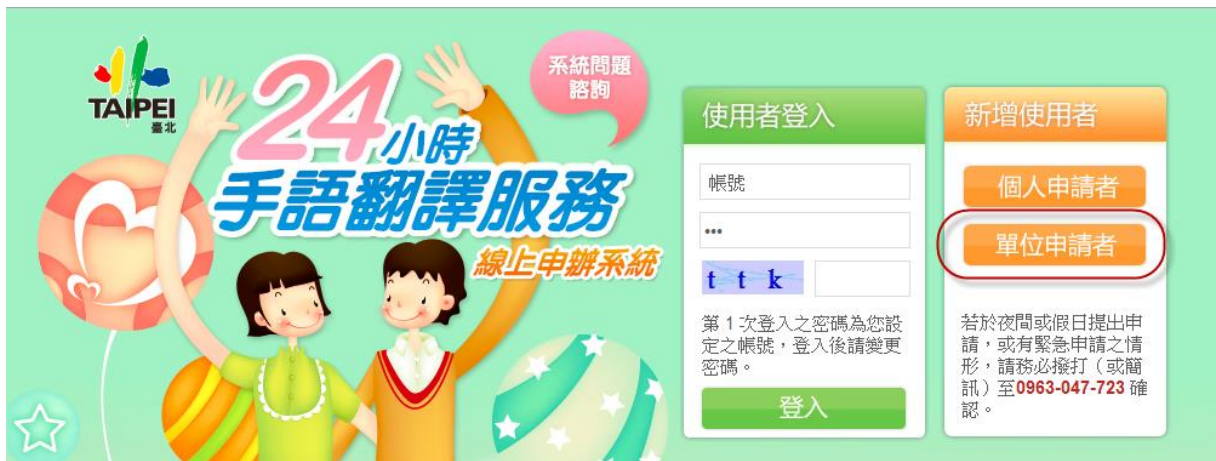 TAIPEI
臺北
24小時
手語翻譯服務
線上申辦系統
系統問題
諮詢
使用者登入
帳號
•••
t t k
第 1 次登入之密碼為您設
定之帳號，登入後請變更
密碼。
登入
新增使用者
個人申請者
單位申請者
若於夜間或假日提出申
請，或有緊急申請之情
形，請務必撥打（或簡
訊）至0963-047-723 確
認。